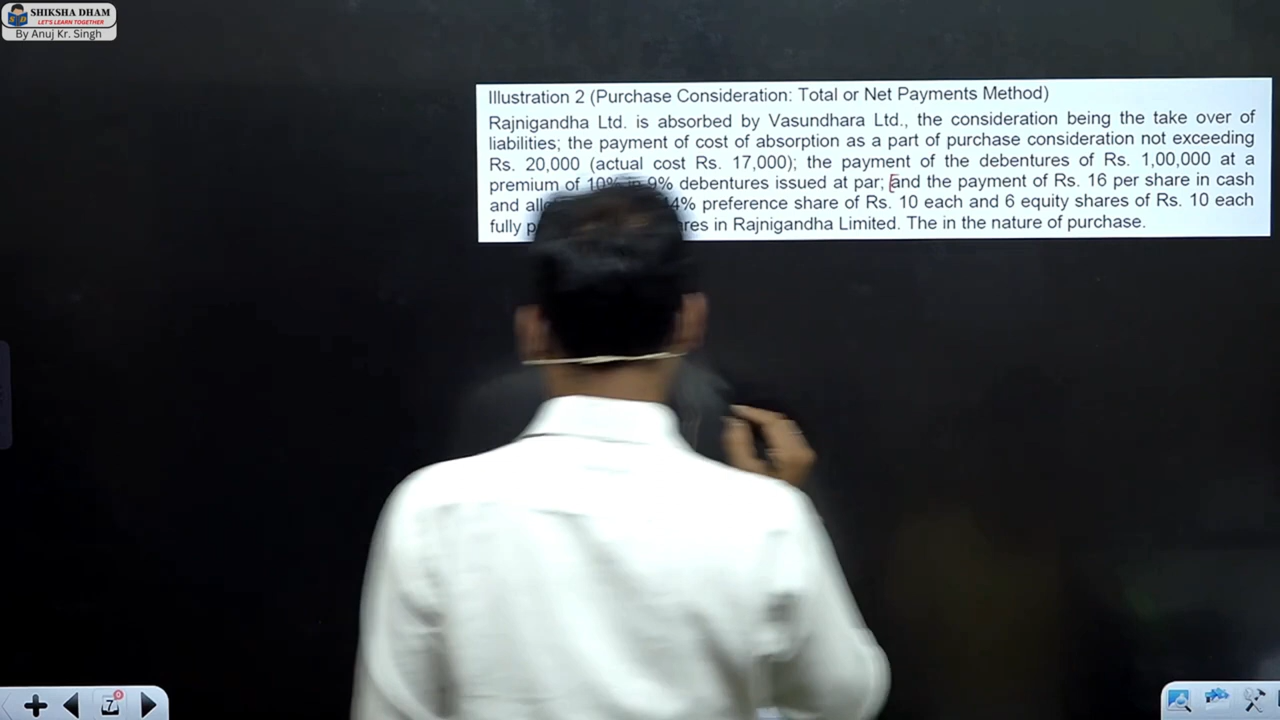 SHIKSHA DHAM
LET'S LEARN TOGETHER
By Anuj Kr. Singh
Illustration 2 (Purchase Consideration: Total or Net Payments Method)
Rajnigandha Ltd. is absorbed by Vasundhara Ltd., the consideration being the take over of
liabilities; the payment of cost of absorption as a part of purchase consideration not exceeding
Rs. 20,000 (actual cost Rs. 17,000); the payment of the debentures of Rs. 1,00,000 at a
premium of 10% in 9% debentures issued at par; and the payment of Rs. 16 per share in cash
and 4% preference share of Rs. 10 each and 6 equity shares of Rs. 10 each
fully in Rajnigandha Limited. The in the nature of purchase.
7
0